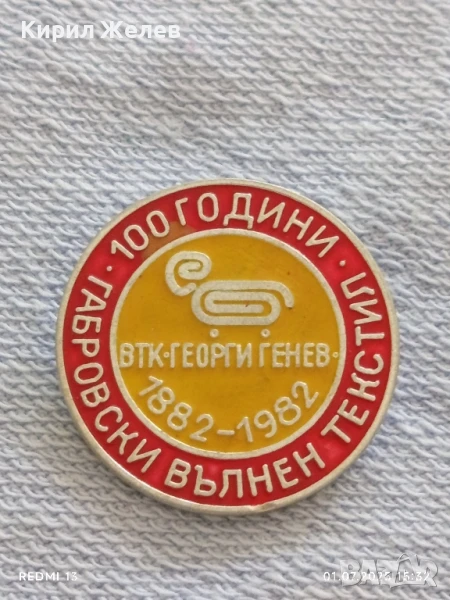 Кирил Желев
· 100 ГОДИНИ ·
ГАБРОВСКИ ВЪЛНЕН ТЕКСТИЛ
ВТК·ГЕОРГИ ГЕНЕВ·
1882-1982
REDMI 13